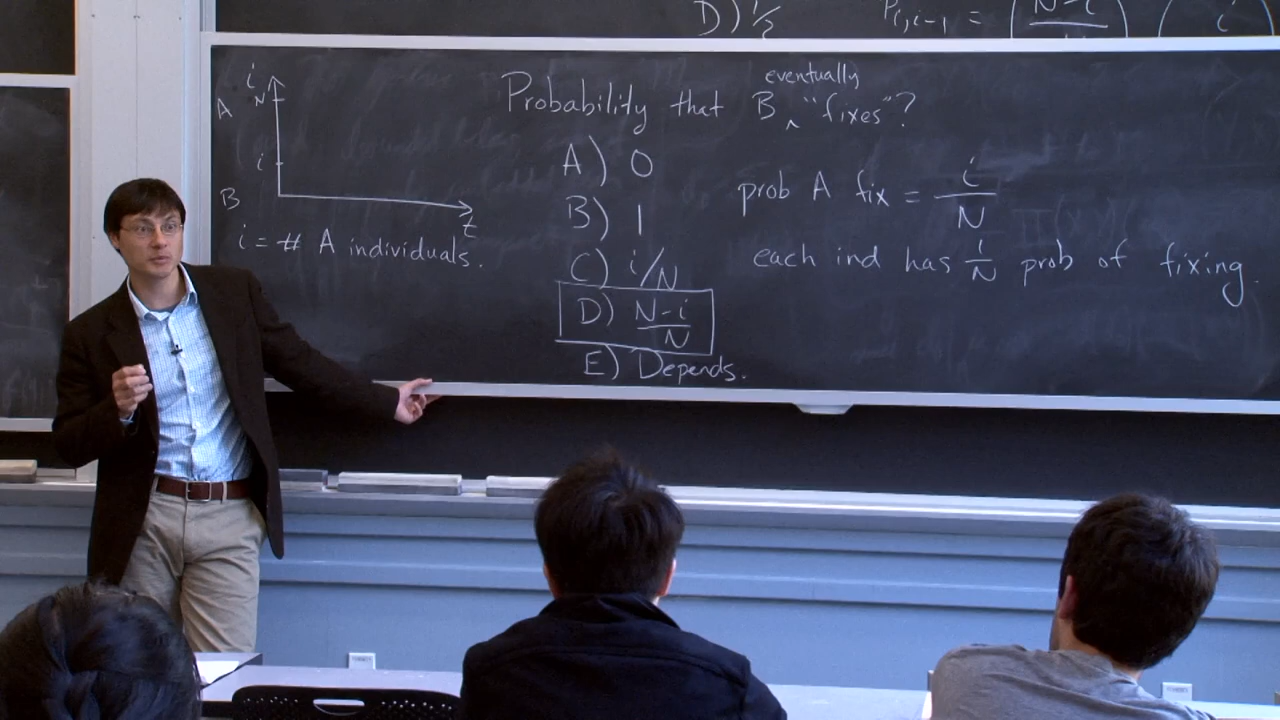 D) 1/2
P i,i-1 = (N-i) (i)
i
N
A
i
B
t
i = # A individuals.
eventually
Probability that B ^ "fixes"?
A) 0
B) 1
C) i/N
D) N-i/N
E) Depends.
prob A fix = i/N
each ind has 1/N prob of fixing.